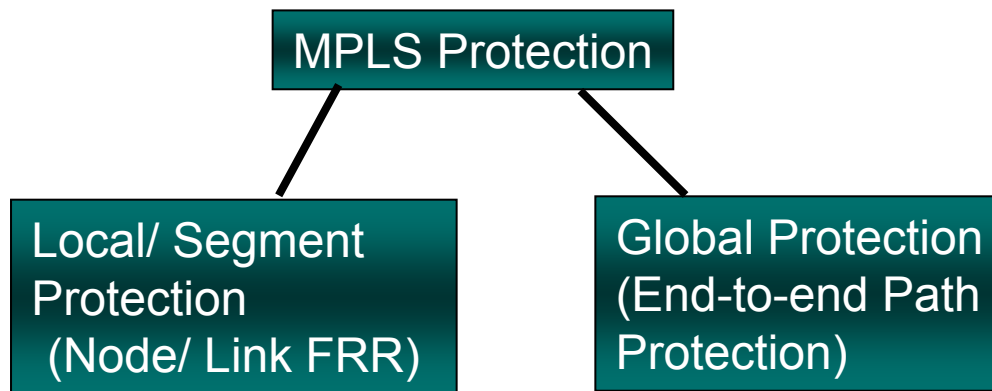 MPLS Protection
Local/ Segment
Protection
(Node/ Link FRR)
Global Protection
(End-to-end Path
Protection)